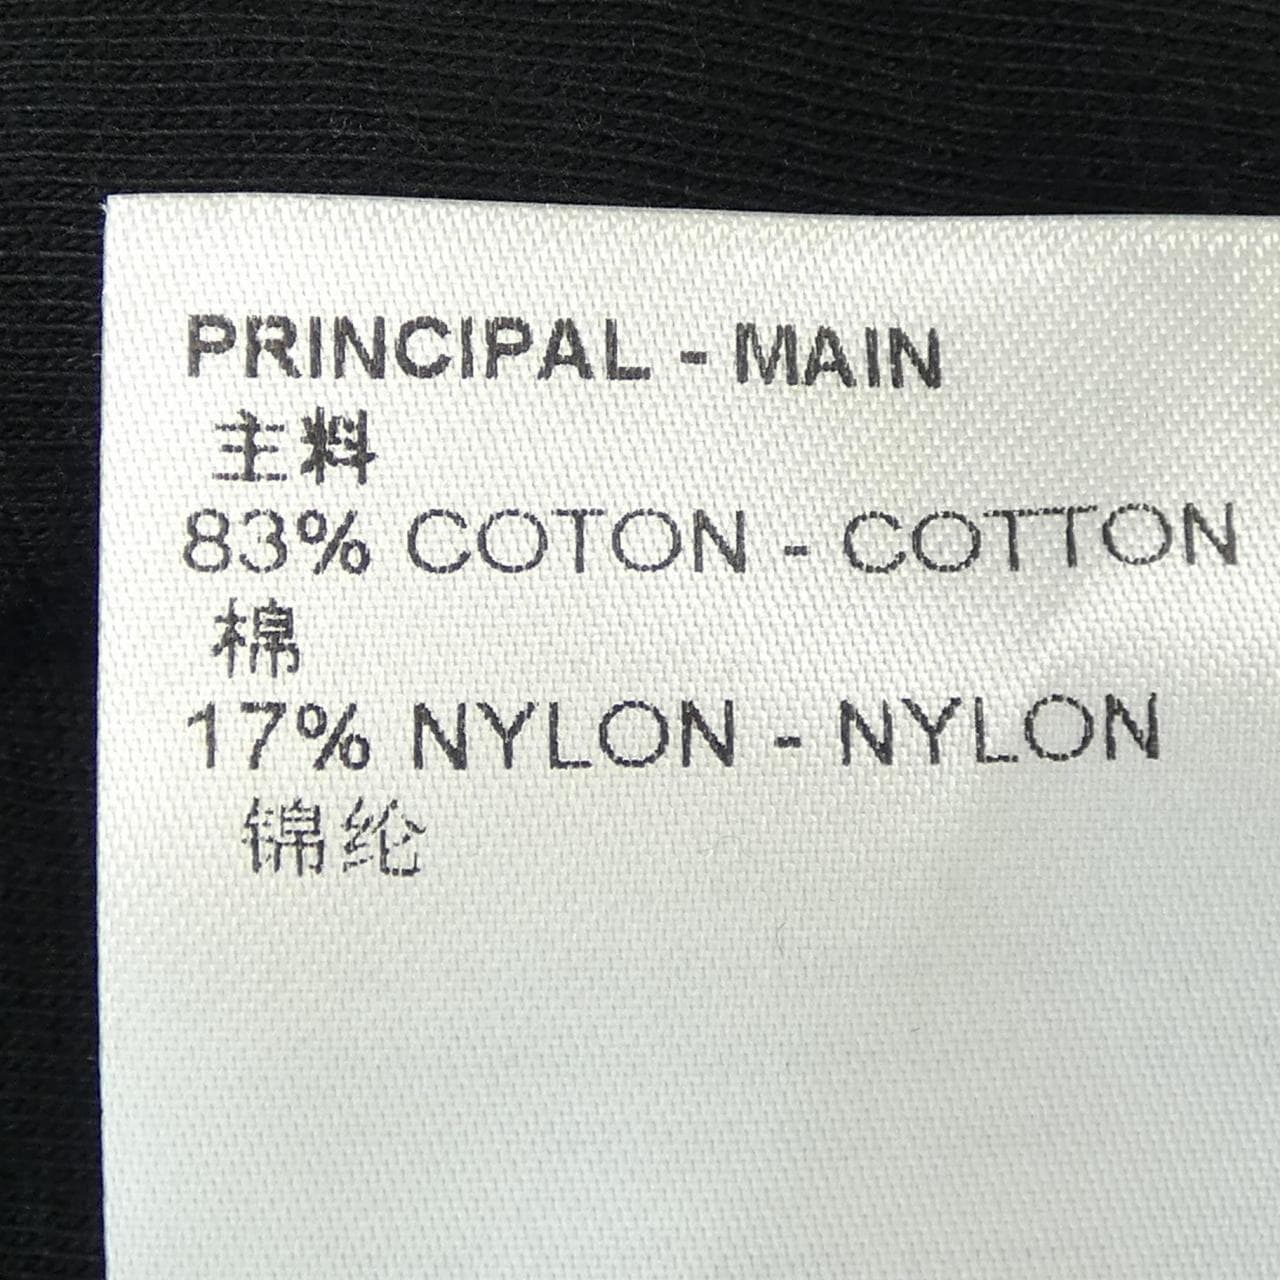 PRINCIPAL - MAIN
主料
83% COTON - COTTON
棉
17% NYLON - NYLON
锦纶